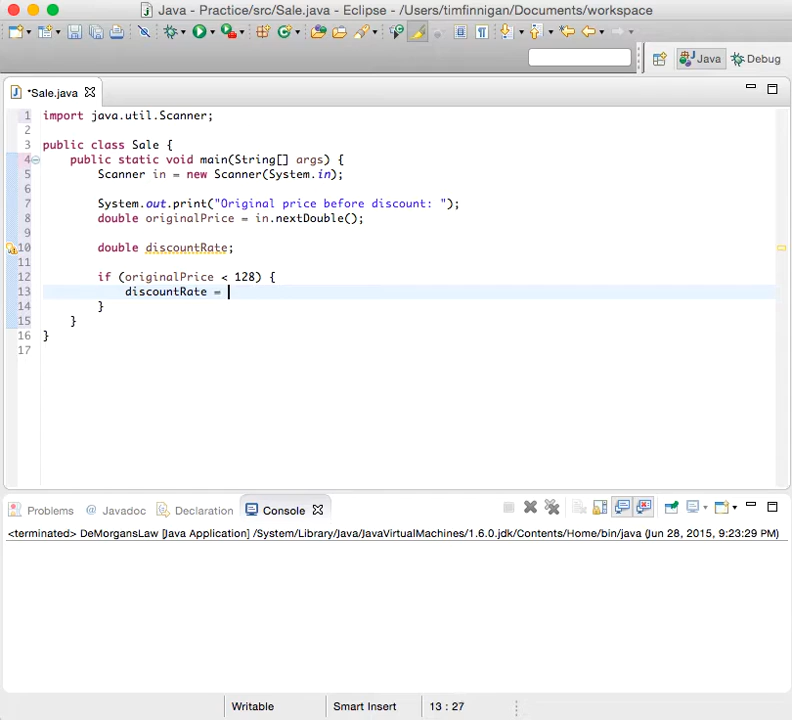 Java - Practice/src/Sale.java - Eclipse - /Users/timfinnigan/Documents/workspace
Java
Debug
*Sale.java
1 import java.util.Scanner;
2
3 public class Sale {
4 public static void main(String[] args) {
5 Scanner in = new Scanner(System.in);
6
7 System.out.print("Original price before discount: ");
8 double originalPrice = in.nextDouble();
10 double discountRate;
11
12 if (originalPrice < 128) {
13 discountRate =
14 }
15 }
16 }
17
Problems @ Javadoc Declaration Console
<terminated> DeMorgansLaw [Java Application] /System/Library/Java/JavaVirtualMachines/1.6.0.jdk/Contents/Home/bin/java (Jun 28, 2015, 9:23:29 PM)
Writable Smart Insert 13 : 27